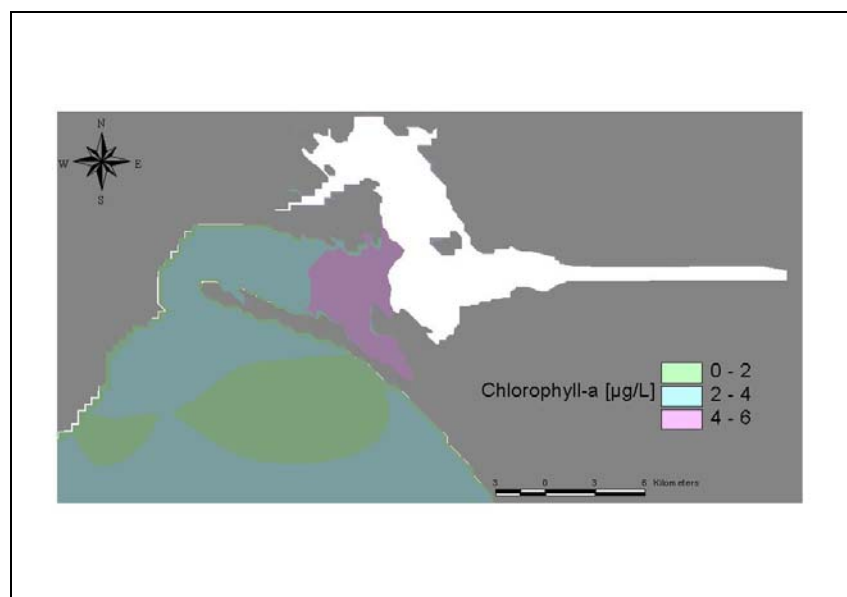 N
W E
S
Chlorophyll-a [µg/L]
0 - 2
2 - 4
4 - 6
3 0 3 6 Kilometers